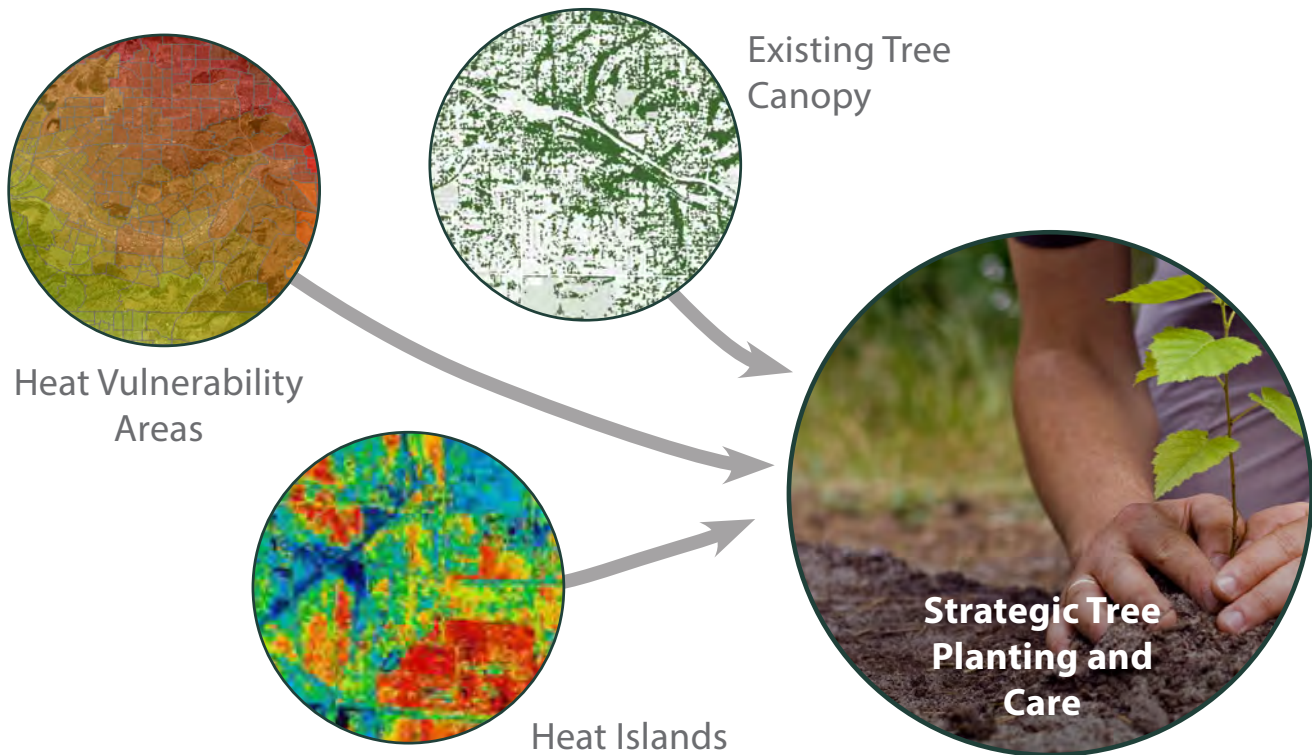 Existing Tree
Canopy
Heat Vulnerability
Areas
Heat Islands
Strategic Tree
Planting and
Care